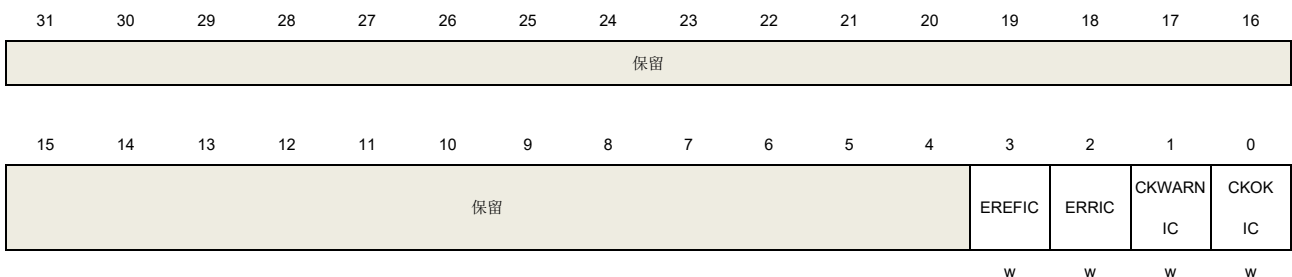 31 30 29 28 27 26 25 24 23 22 21 20 19 18 17 16
保留
15 14 13 12 11 10 9 8 7 6 5 4 3 2 1 0
保留 EREFIC ERRIC CKWARN CKOK
IC IC
w w w w